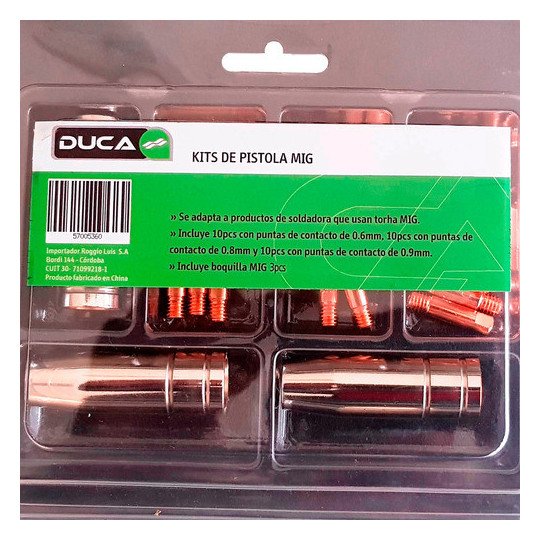 DUCA
KITS DE PISTOLA MIG
» Se adapta a productos de soldadora que usan torha MIG.
» Incluye 10pcs con puntas de contacto de 0.6mm, 10pcs con puntas de
contacto de 0.8mm y 10pcs con puntas de contacto de 0.9mm.
» Incluye boquilla MIG 3pcs
57005360
Importador Roggio Luis S.A
Bordi 144 - Córdoba
CUIT 30- 71099218-1
Producto fabricado en China